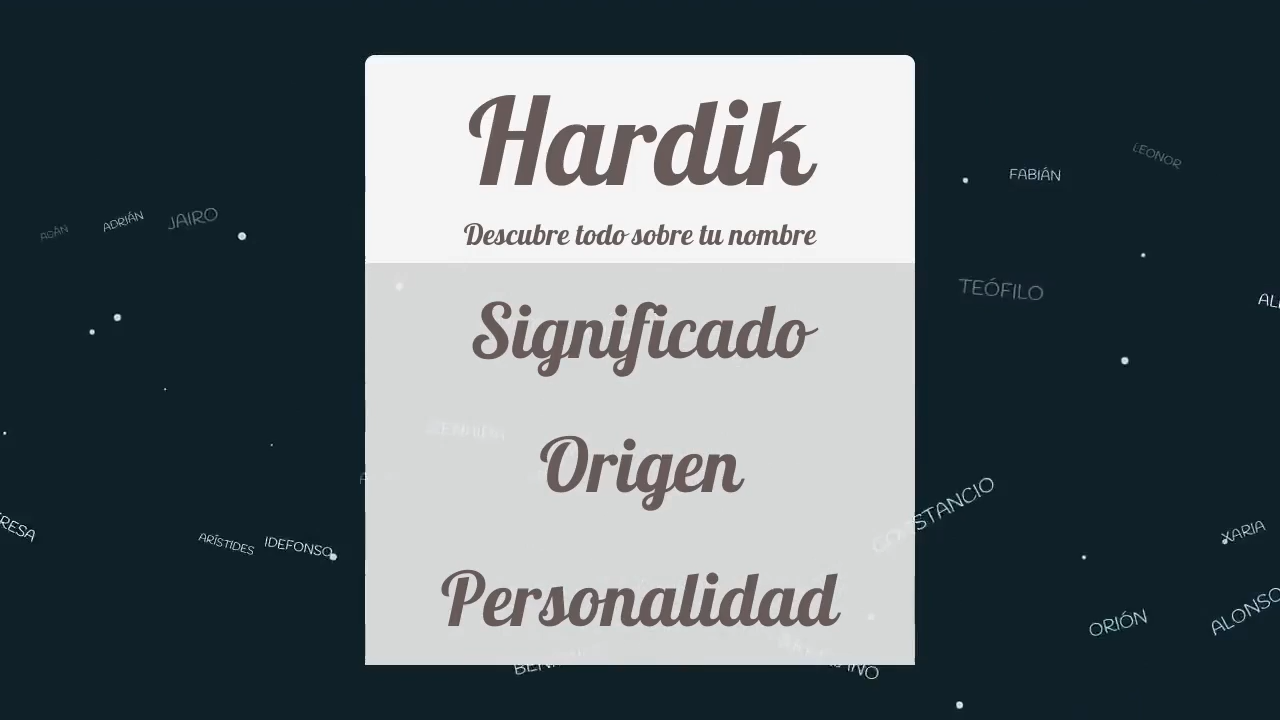 Hardik
Descubre todo sobre tu nombre
Significado
Origen
Personalidad
ADÁN
ADRIÁN
JAIRO
FABIÁN
LEONOR
TEÓFILO
CONSTANCIO
XARIA
ARÍSTIDES
IDEFONSO
ORIÓN
ALONSO